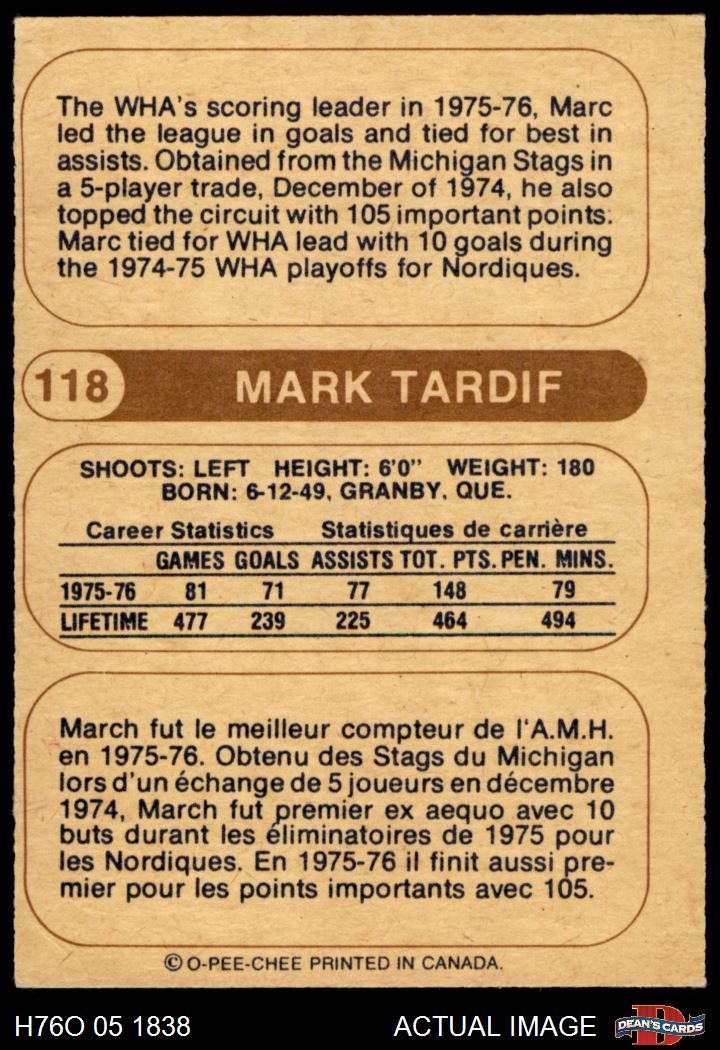 The WHA's scoring leader in 1975-76, Marc
led the league in goals and tied for best in
assists. Obtained from the Michigan Stags in
a 5-player trade, December of 1974, he also
topped the circuit with 105 important points.
Marc tied for WHA lead with 10 goals during
the 1974-75 WHA playoffs for Nordiques.
118 MARK TARDIF
SHOOTS: LEFT HEIGHT: 6'0" WEIGHT: 180
BORN: 6-12-49, GRANBY, QUE.
Career Statistics Statistiques de carrière
GAMES GOALS ASSISTS TOT. PTS. PEN. MINS.
1975-76 81 71 77 148 79
LIFETIME 477 239 225 464 494
March fut le meilleur compteur de l'A.M.H.
en 1975-76. Obtenu des Stags du Michigan
lors d'un échange de 5 joueurs en décembre
1974, March fut premier ex aequo avec 10
buts durant les éliminatoires de 1975 pour
les Nordiques. En 1975-76 il finit aussi pre-
mier pour les points importants avec 105.
© O-PEE-CHEE PRINTED IN CANADA.
H76O 05 1838 ACTUAL IMAGE DEAN'S CARDS